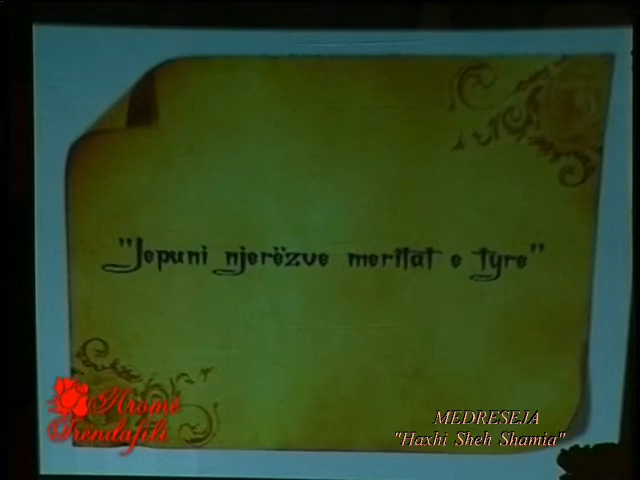 "Jepuni njerëzve meritat e tyre"
Aromë
Trëndafili
MEDRESEJA
"Haxhi Sheh Shamia"